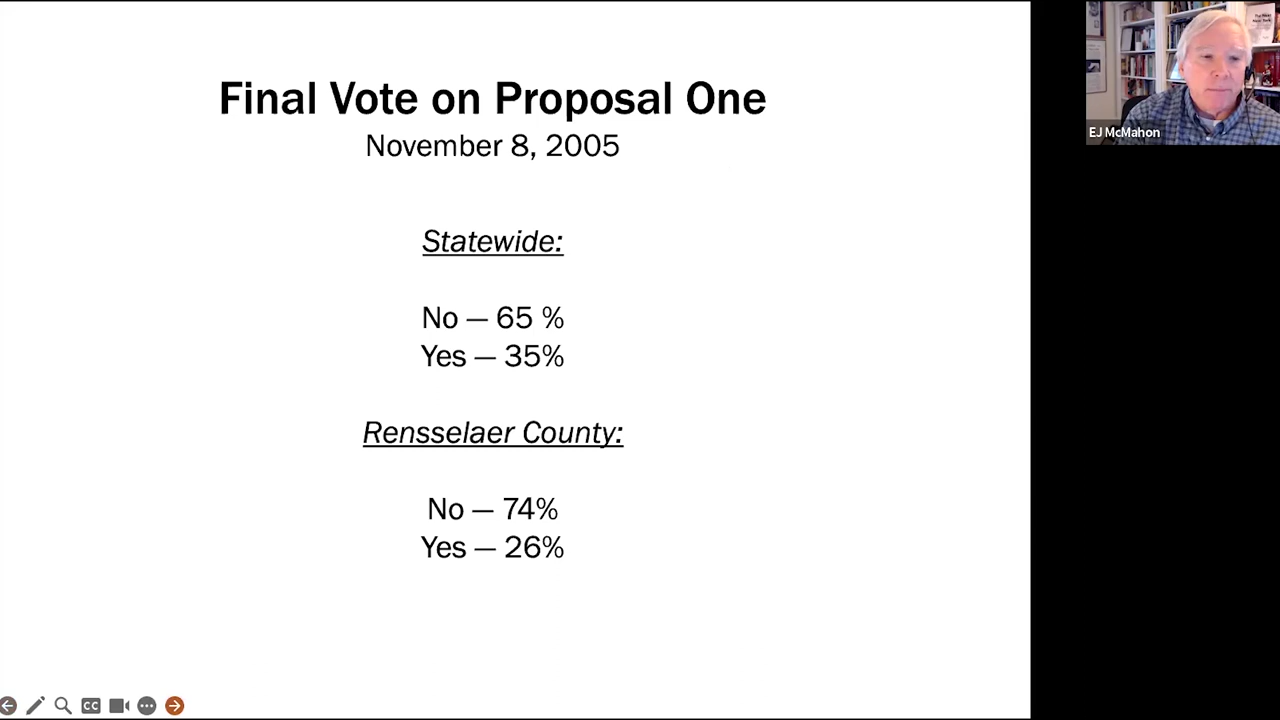 Final Vote on Proposal One
November 8, 2005
Statewide:
No — 65 %
Yes — 35%
Rensselaer County:
No — 74%
Yes — 26%
EJ McMahon
CC